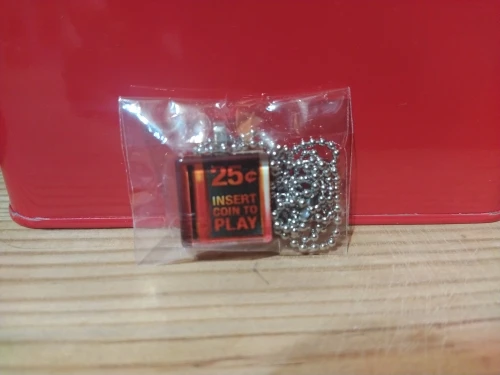 25¢
INSERT
COIN TO
PLAY